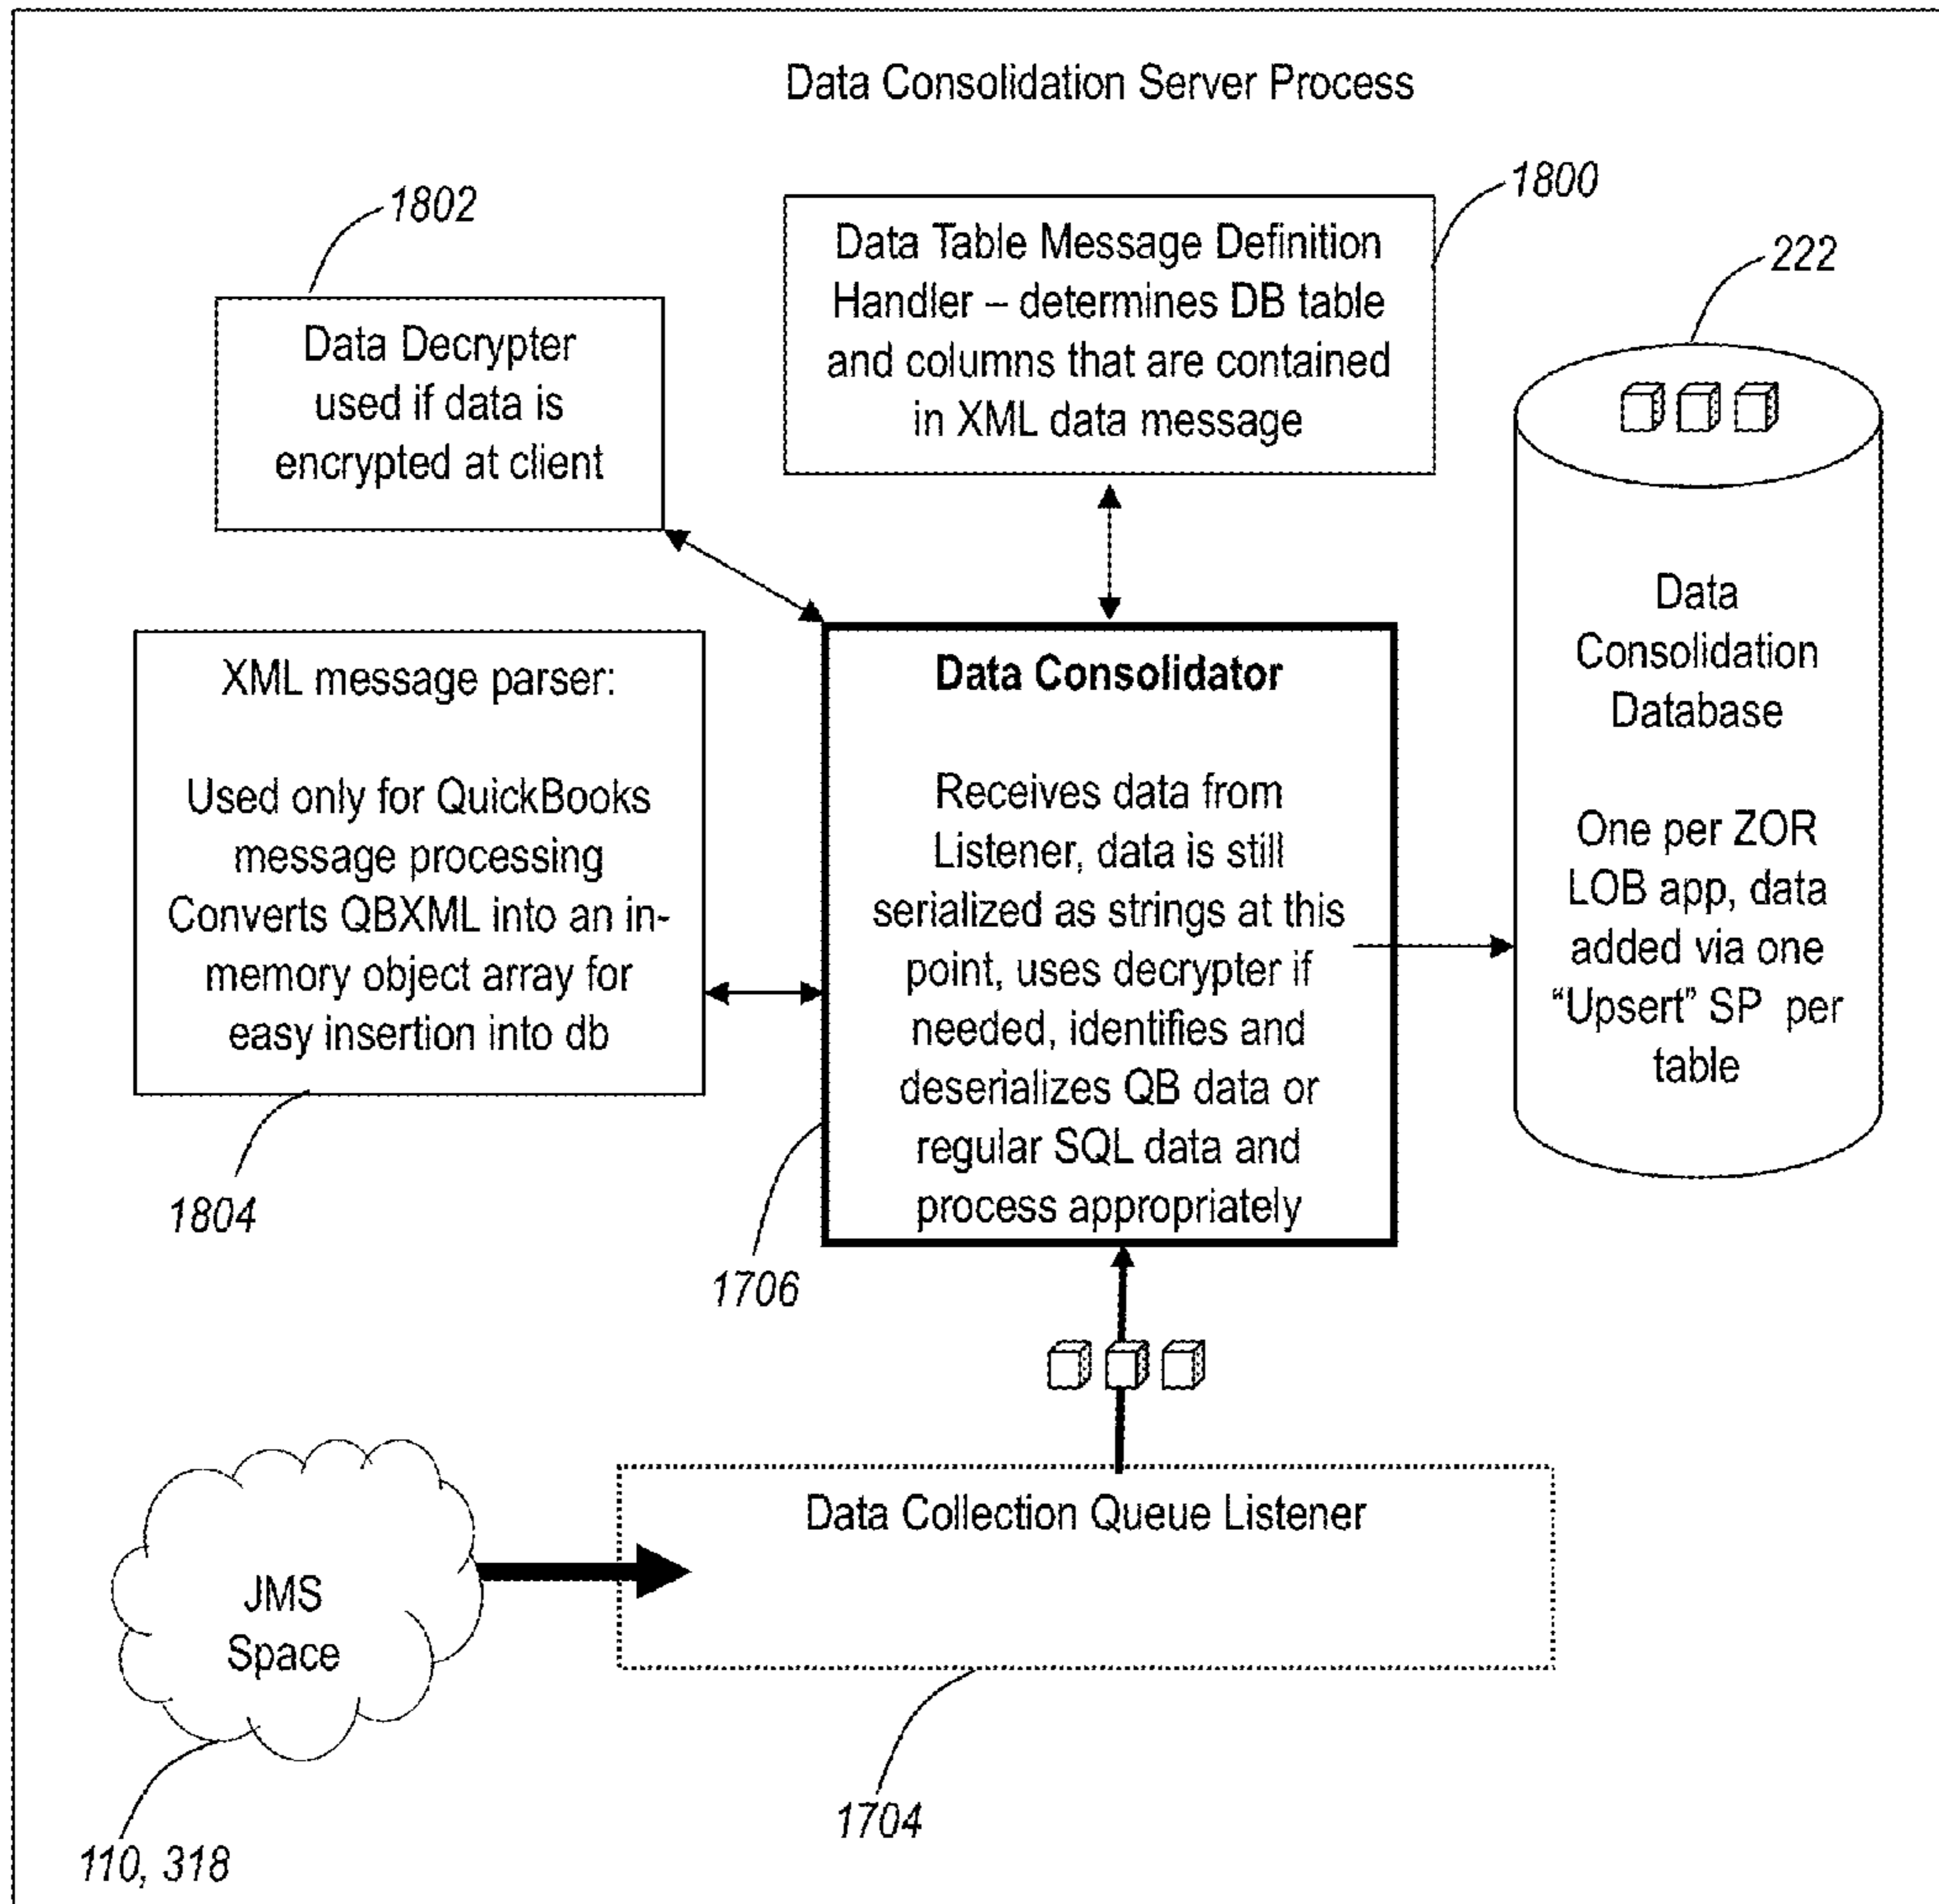 Data Consolidation Server Process
1802
1800
222
Data Decrypter
used if data is
encrypted at client
Data Table Message Definition
Handler – determines DB table
and columns that are contained
in XML data message
XML message parser:
Used only for QuickBooks
message processing
Converts QBXML into an in-
memory object array for
easy insertion into db
1804
Data Consolidator
Receives data from
Listener, data is still
serialized as strings at this
point, uses decrypter if
needed, identifies and
deserializes QB data or
regular SQL data and
process appropriately
1706
Data
Consolidation
Database
One per ZOR
LOB app, data
added via one
“Upsert” SP per
table
JMS
Space
110, 318
Data Collection Queue Listener
1704